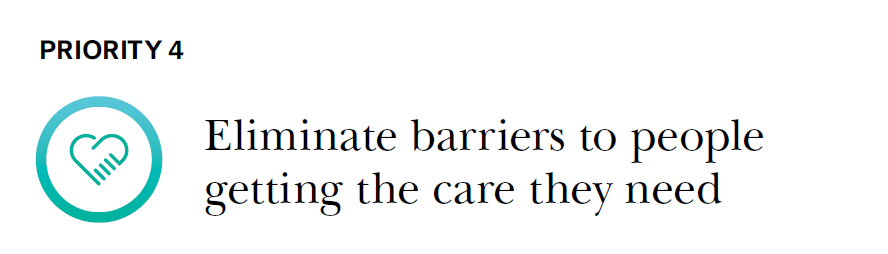 PRIORITY 4
Eliminate barriers to people
getting the care they need